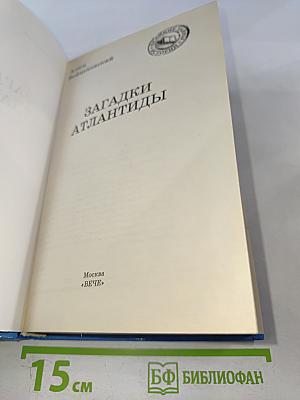 ЗАГАДКИ
АТЛАНТИДЫ
Москва
«ВЕЧЕ»
15 см
БФ БИБЛИОФАН